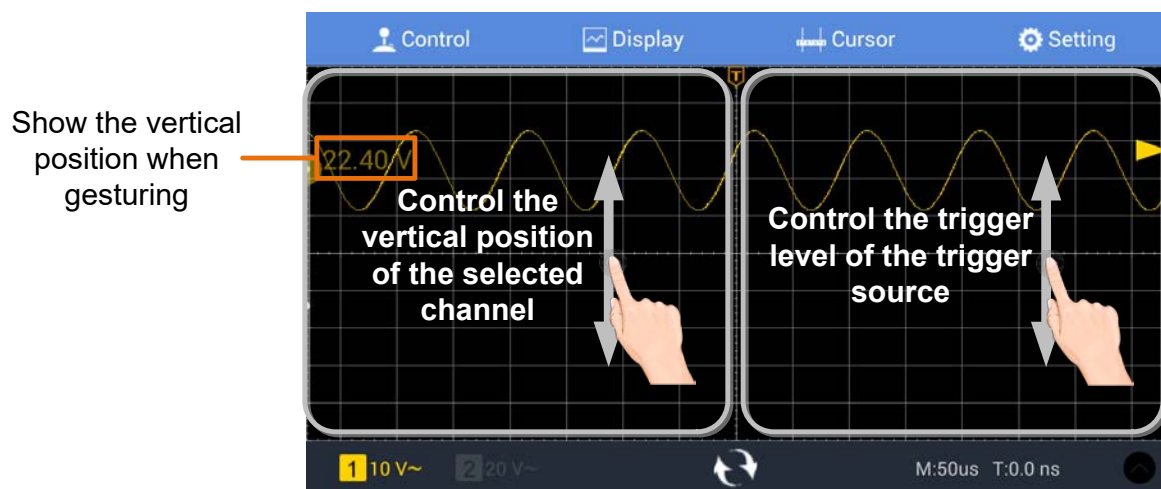 Control Display Cursor Setting
T
Show the vertical
position when
gesturing
22.40 V
Control the
vertical position
of the selected
channel
Control the trigger
level of the trigger
source
1 10 V~ 2 20 V~ M:50us T:0.0 ns